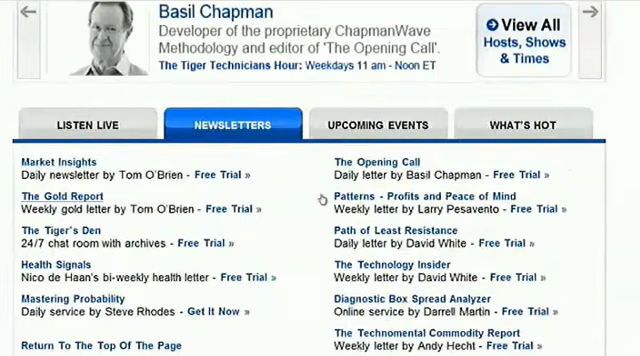 Basil Chapman
Developer of the proprietary ChapmanWave
Methodology and editor of 'The Opening Call'.
The Tiger Technicians Hour: Weekdays 11 am - Noon ET
View All
Hosts, Shows
& Times
LISTEN LIVE
NEWSLETTERS
UPCOMING EVENTS
WHAT'S HOT
Market Insights
Daily newsletter by Tom O'Brien - Free Trial »
The Gold Report
Weekly gold letter by Tom O'Brien - Free Trial »
The Tiger's Den
24/7 chat room with archives - Free Trial »
Health Signals
Nico de Haan's bi-weekly health letter - Free Trial »
Mastering Probability
Daily service by Steve Rhodes - Get It Now »
Return To The Top Of The Page
The Opening Call
Daily letter by Basil Chapman - Free Trial »
Patterns - Profits and Peace of Mind
Weekly letter by Larry Pesavento - Free Trial »
Path of Least Resistance
Daily letter by David White - Free Trial »
The Technology Insider
Weekly letter by David White - Free Trial »
Diagnostic Box Spread Analyzer
Online service by Darrell Martin - Free Trial »
The Technomental Commodity Report
Weekly letter by Andy Hecht - Free Trial »